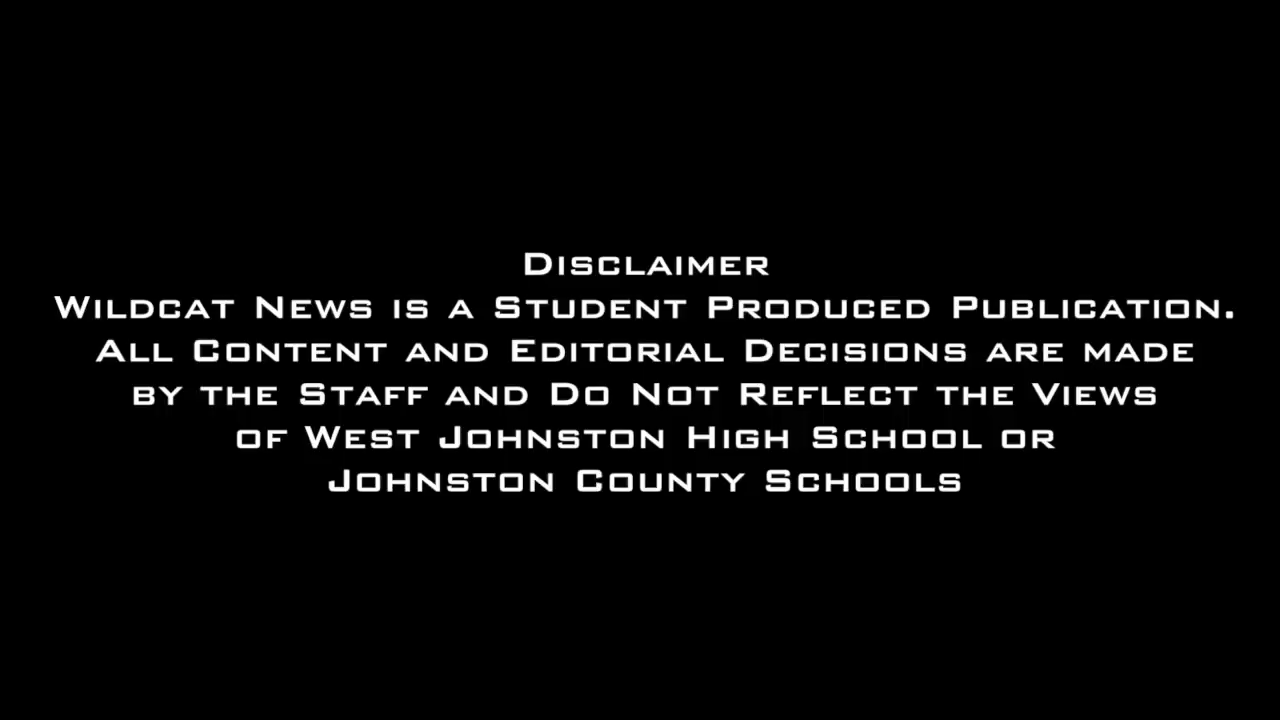 Disclaimer
Wildcat News is a Student Produced Publication.
All Content and Editorial Decisions are made
by the Staff and Do Not Reflect the Views
of West Johnston High School or
Johnston County Schools